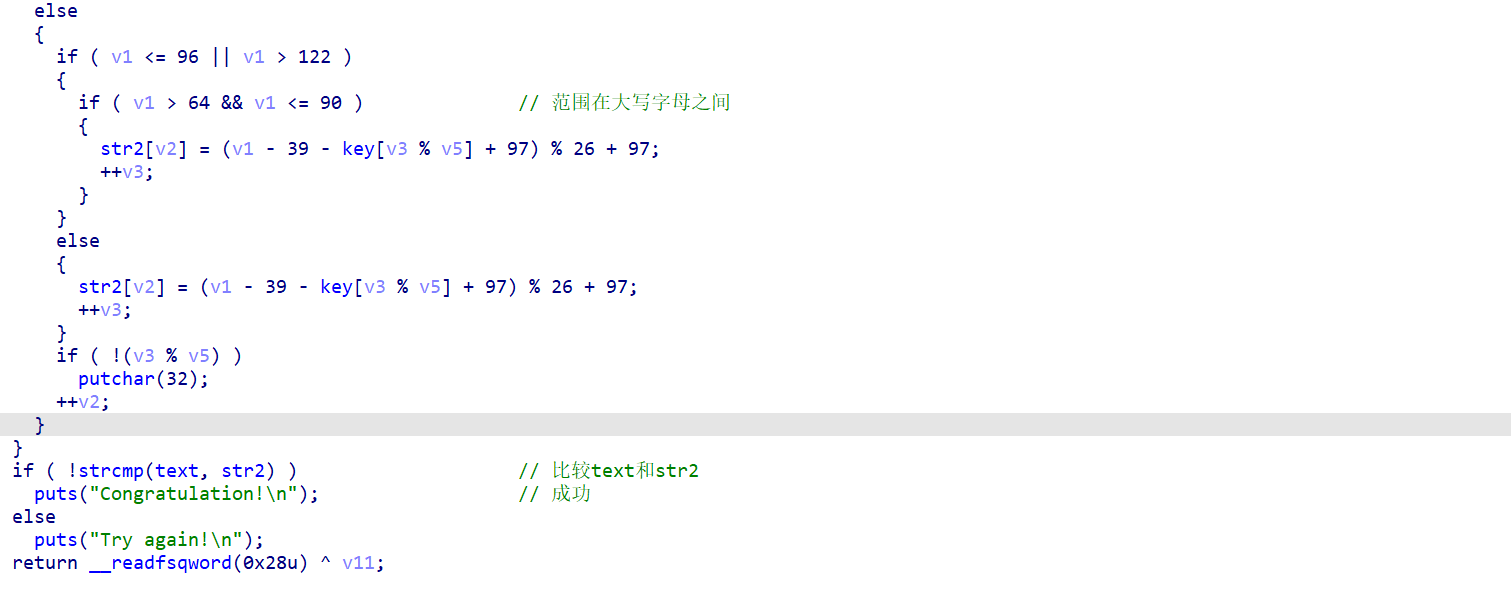 else
{
if ( v1 <= 96 || v1 > 122 )
{
if ( v1 > 64 && v1 <= 90 ) // 范围在大写字母之间
{
str2[v2] = (v1 - 39 - key[v3 % v5] + 97) % 26 + 97;
++v3;
}
}
else
{
str2[v2] = (v1 - 39 - key[v3 % v5] + 97) % 26 + 97;
++v3;
}
if ( !(v3 % v5) )
putchar(32);
++v2;
}
}
if ( !strcmp(text, str2) ) // 比较text和str2
puts("Congratulation!\n"); // 成功
else
puts("Try again!\n");
return __readfsqword(0x28u) ^ v11;